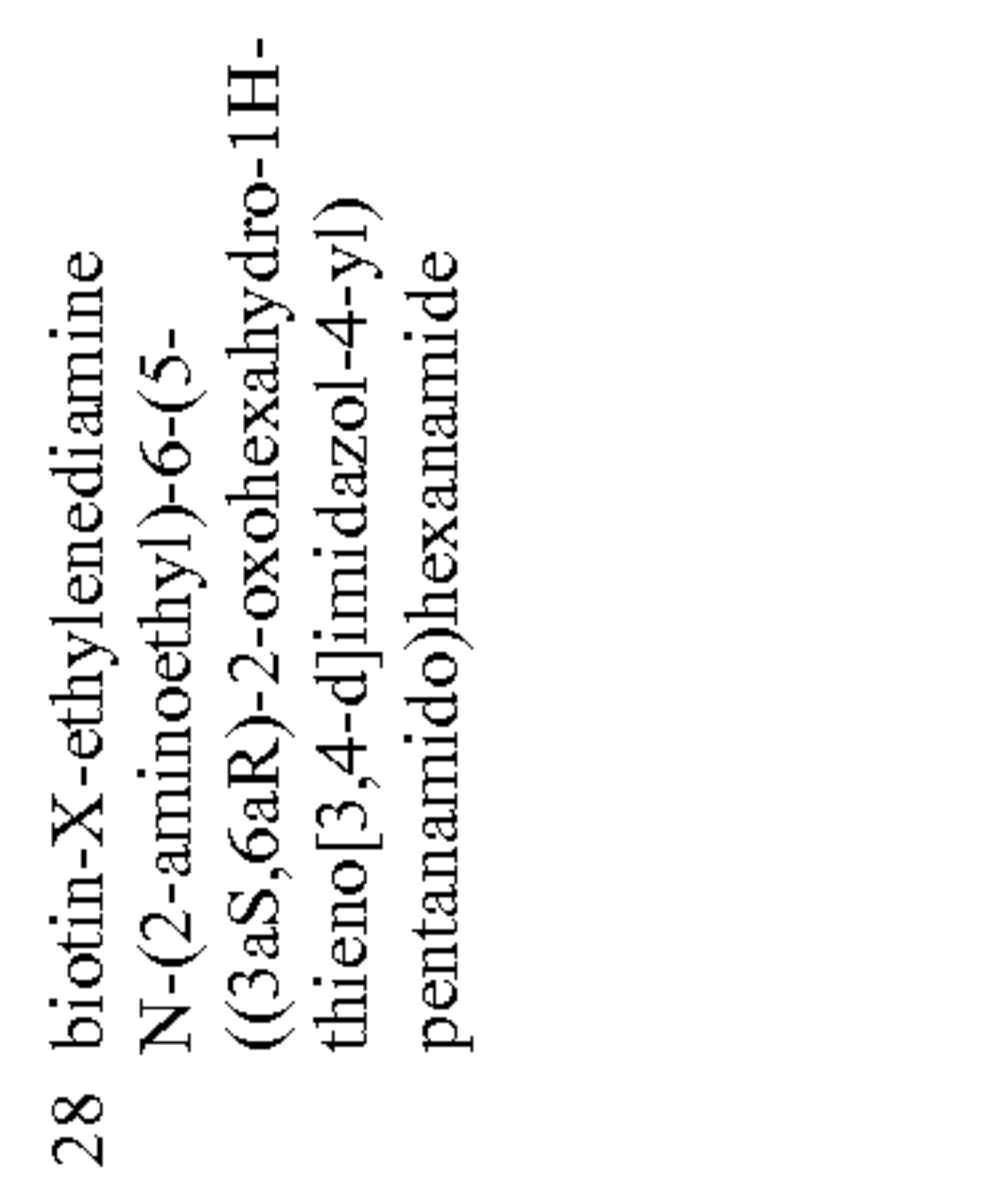 28 biotin-X-ethylenediamine
N-(2-aminoethyl)-6-(5-
((3aS,6aR)-2-oxohexahydro-1H-
thieno[3,4-d]imidazol-4-yl)
pentanamido)hexanamide